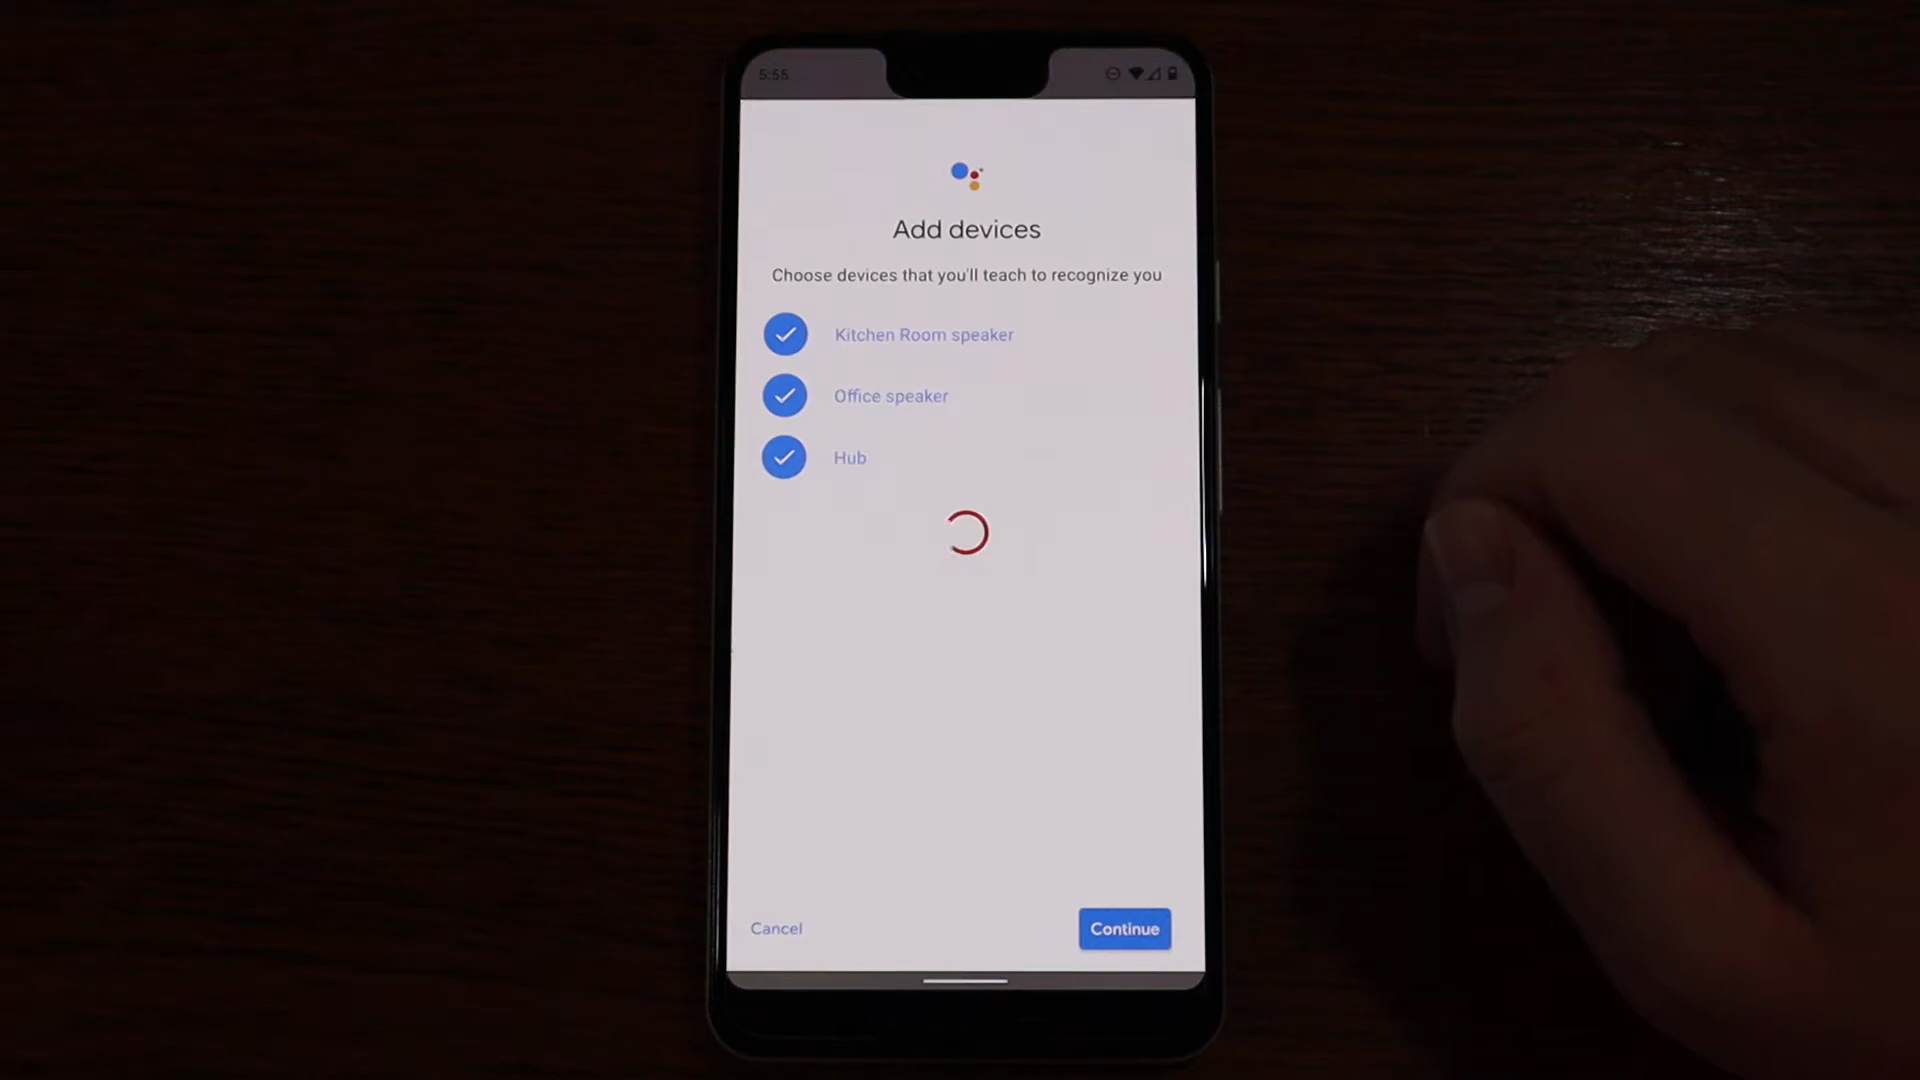 5:55
Add devices
Choose devices that you'll teach to recognize you
Kitchen Room speaker
Office speaker
Hub
Cancel
Continue